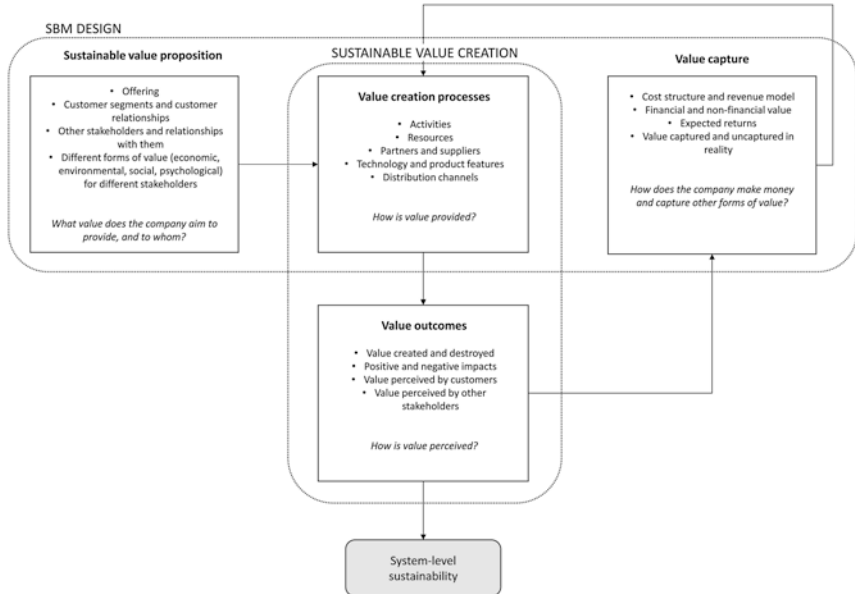 SBM DESIGN
Sustainable value proposition
• Offering
• Customer segments and customer
relationships
• Other stakeholders and relationships
with them
• Different forms of value (economic,
environmental, social, psychological)
for different stakeholders
What value does the company aim to
provide, and to whom?
SUSTAINABLE VALUE CREATION
Value creation processes
• Activities
• Resources
• Partners and suppliers
• Technology and product features
• Distribution channels
How is value provided?
Value capture
• Cost structure and revenue model
• Financial and non-financial value
• Expected returns
• Value captured and uncaptured in
reality
How does the company make money
and capture other forms of value?
Value outcomes
• Value created and destroyed
• Positive and negative impacts
• Value perceived by customers
• Value perceived by other
stakeholders
How is value perceived?
System-level
sustainability